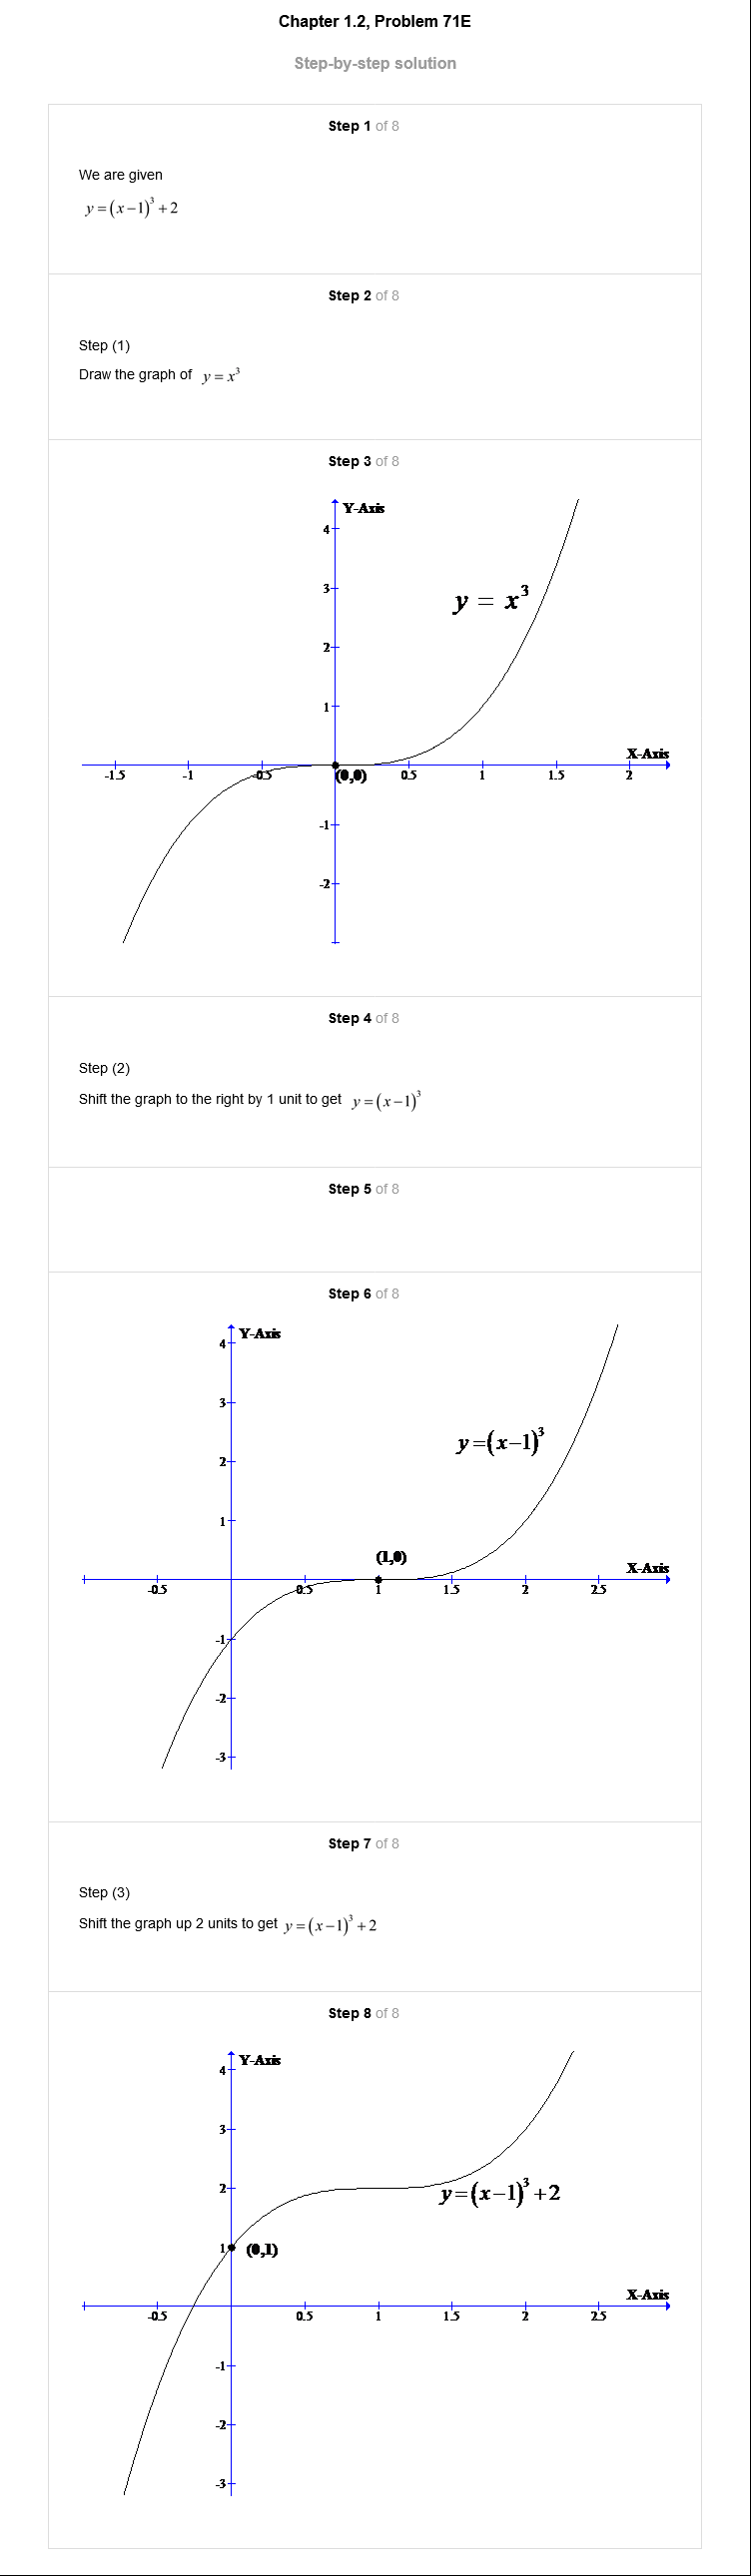 Chapter 1.2, Problem 71E
Step-by-step solution
Step 1 of 8
We are given
y = (x−1)³ + 2
Step 2 of 8
Step (1)
Draw the graph of y = x³
Step 3 of 8
Y-Axis
4
3
y = x³
2
1
X-Axis
-1.5 -1 -0.5 (0,0) 0.5 1 1.5 2
-1
-2
Step 4 of 8
Step (2)
Shift the graph to the right by 1 unit to get y = (x−1)³
Step 5 of 8
Step 6 of 8
Y-Axis
4
3
y=(x−1)³
2
1
(1,0)
X-Axis
-0.5 0.5 1 1.5 2 2.5
-1
-2
-3
Step 7 of 8
Step (3)
Shift the graph up 2 units to get y = (x−1)³ + 2
Step 8 of 8
Y-Axis
4
3
2
y=(x−1)³+2
1 (0,1)
X-Axis
-0.5 0.5 1 1.5 2 2.5
-1
-2
-3